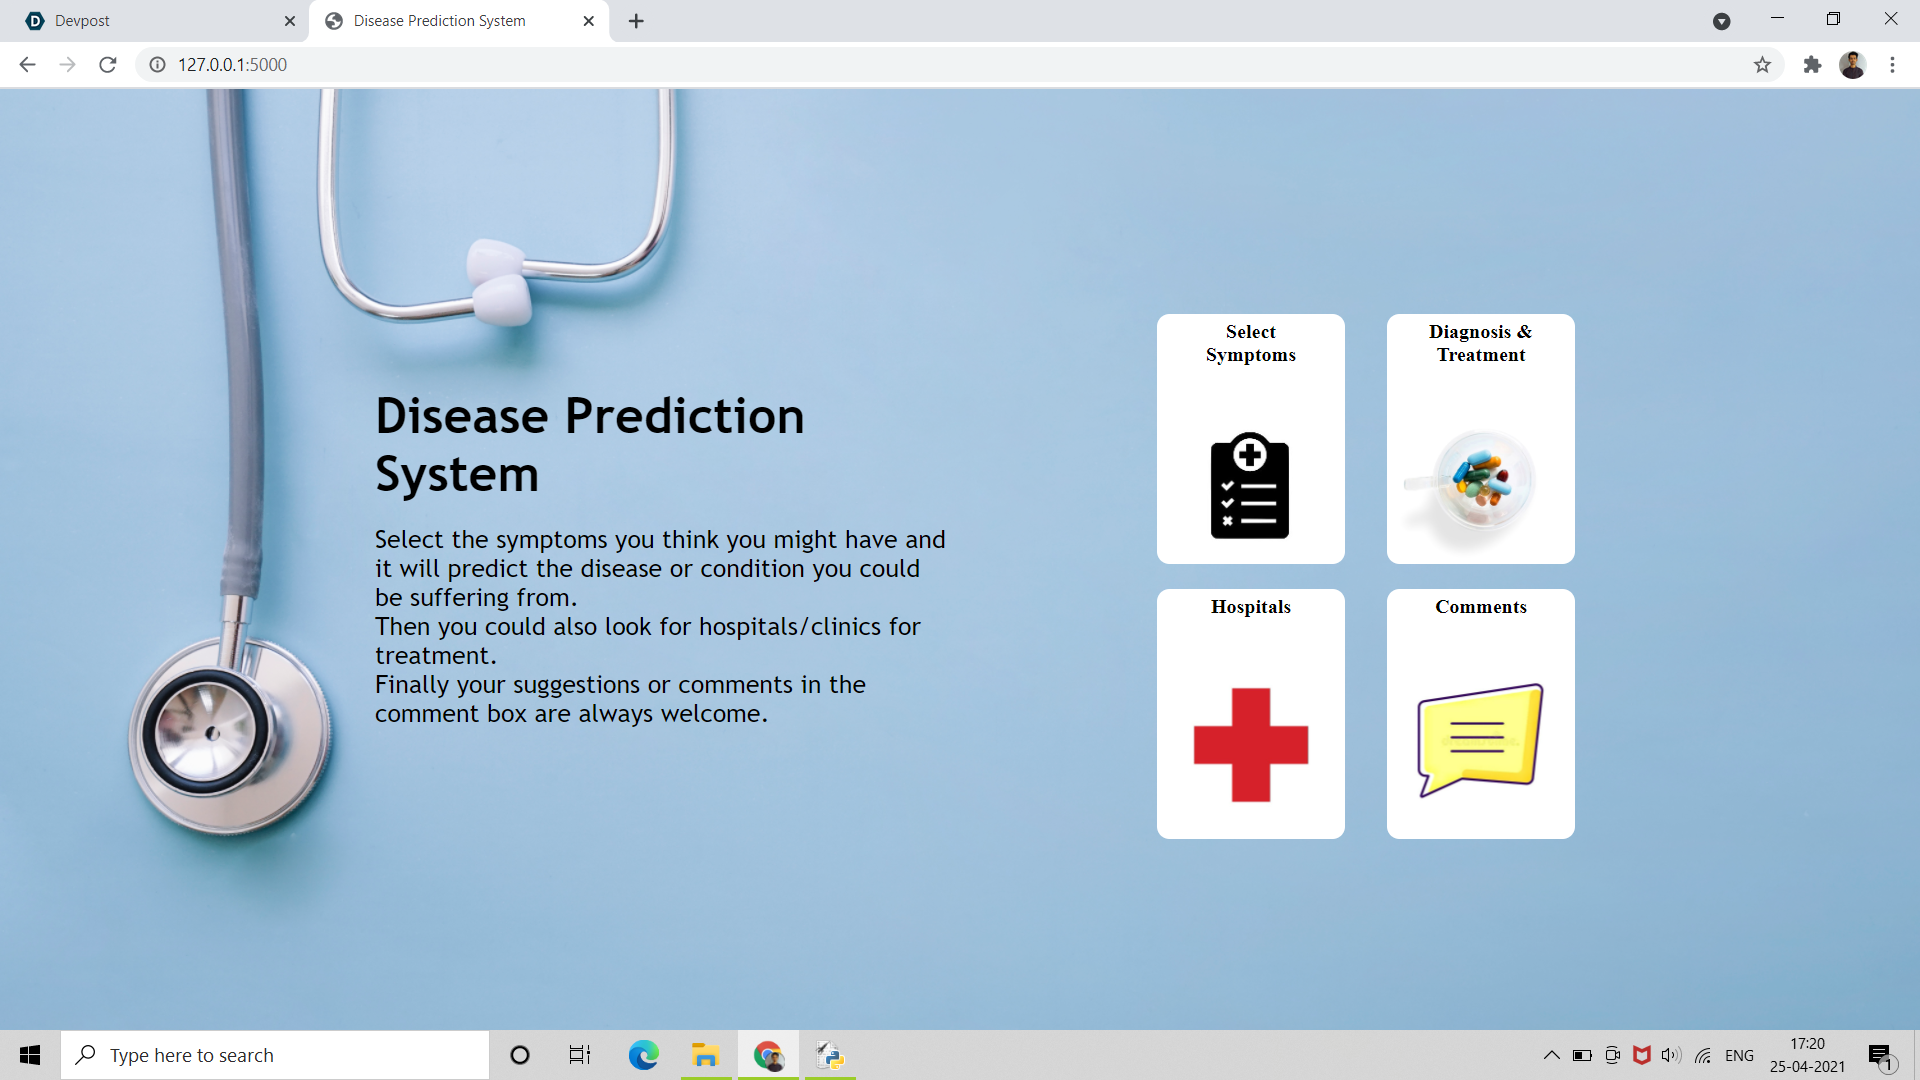 Devpost
Disease Prediction System
127.0.0.1:5000
Disease Prediction
System
Select the symptoms you think you might have and
it will predict the disease or condition you could
be suffering from.
Then you could also look for hospitals/clinics for
treatment.
Finally your suggestions or comments in the
comment box are always welcome.
Select
Symptoms
Diagnosis &
Treatment
Hospitals
Comments
Type here to search
ENG
17:20
25-04-2021
1